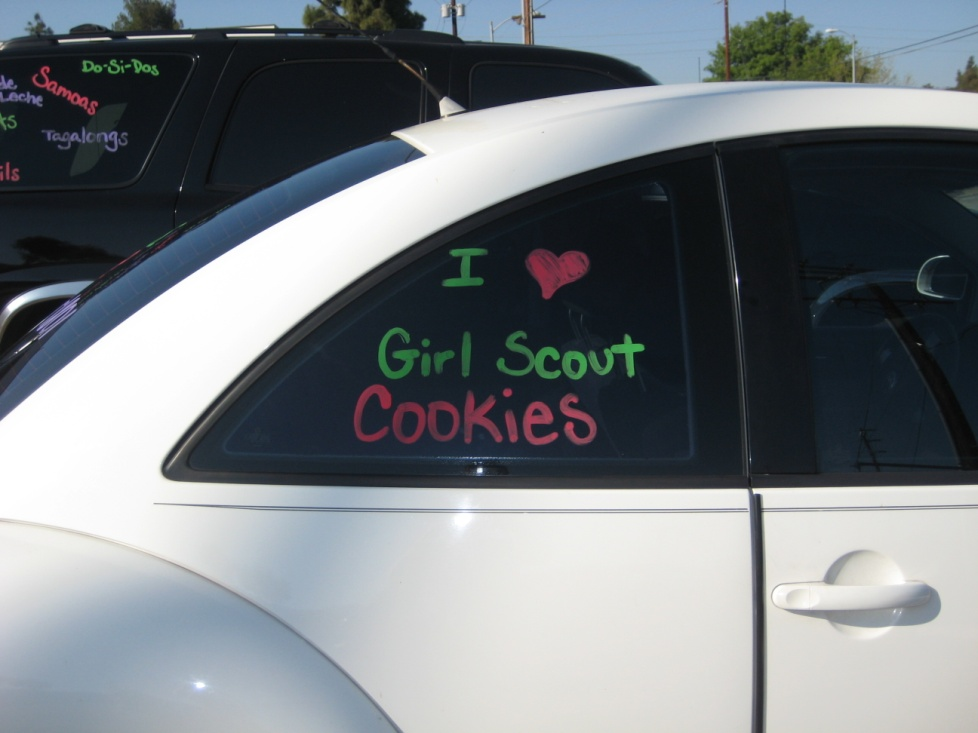 Do-Si-Dos
Samoas
Leche
Tagalongs
I ♥
Girl Scout
Cookies